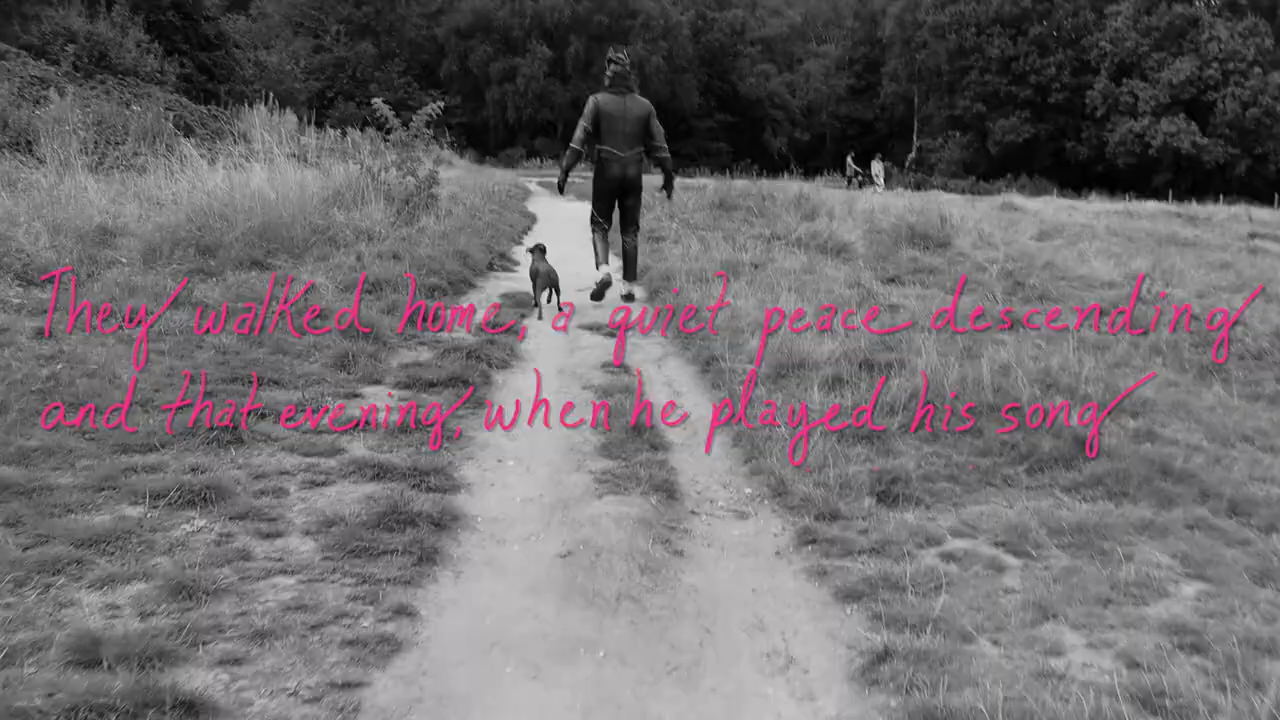 They walked home, a quiet peace descending
and that evening, when he played his song